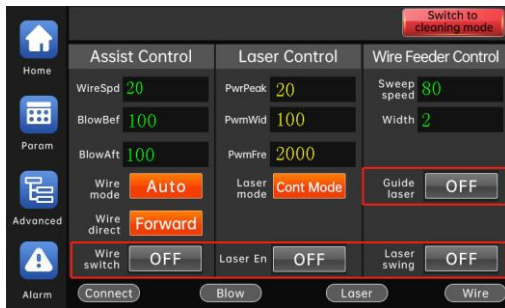 Switch to
cleaning mode
Home
Param
Advanced
Alarm
Assist Control
WireSpd 20
BlowBef 100
BlowAft 100
Wire
mode
Auto
Wire
direct
Forward
Wire
switch
OFF
Laser Control
PwrPeak 20
PwmWid 100
PwmFre 2000
Laser
mode
Cont Mode
Laser En OFF
Wire Feeder Control
Sweep
speed
80
Width 2
Guide
laser
OFF
Laser
swing
OFF
Connect Blow Laser Wire